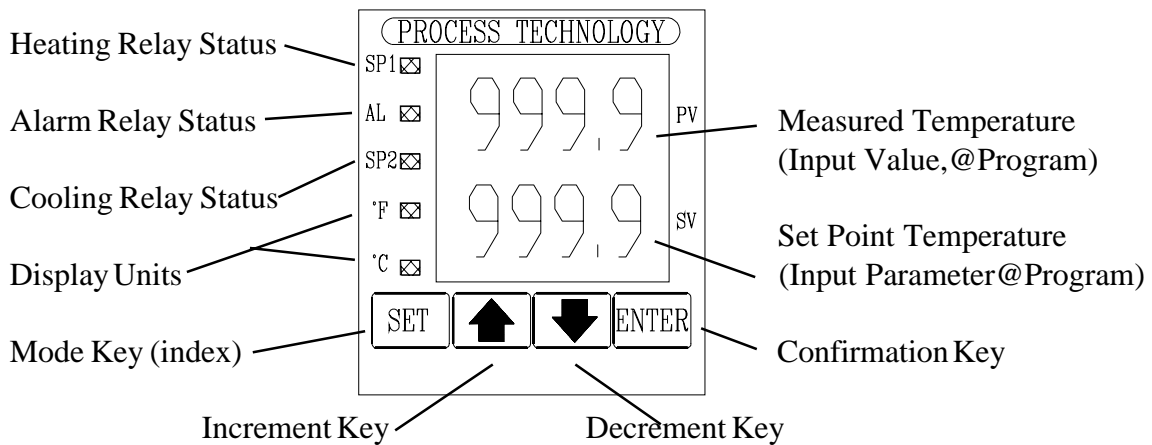 PROCESS TECHNOLOGY
Heating Relay Status
SP1
Alarm Relay Status
AL
999.9
PV
Measured Temperature
(Input Value,@Program)
SP2
Cooling Relay Status
°F
999.9
SV
Set Point Temperature
(Input Parameter@Program)
Display Units
°C
SET
ENTER
Mode Key (index)
Confirmation Key
Increment Key
Decrement Key